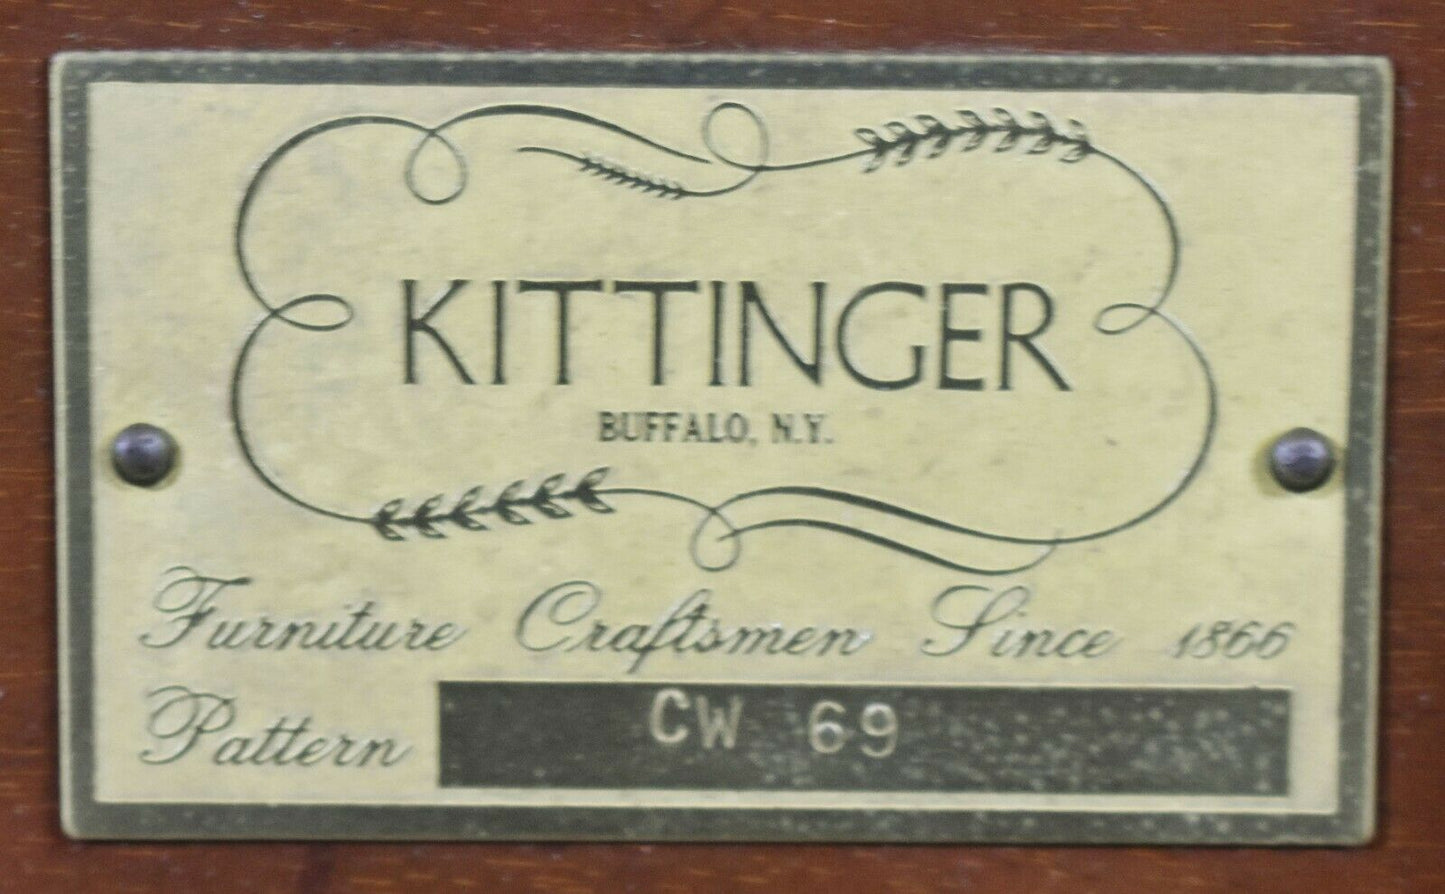 KITTINGER
BUFFALO, N.Y.
Furniture Craftsmen Since 1866
Pattern CW 69